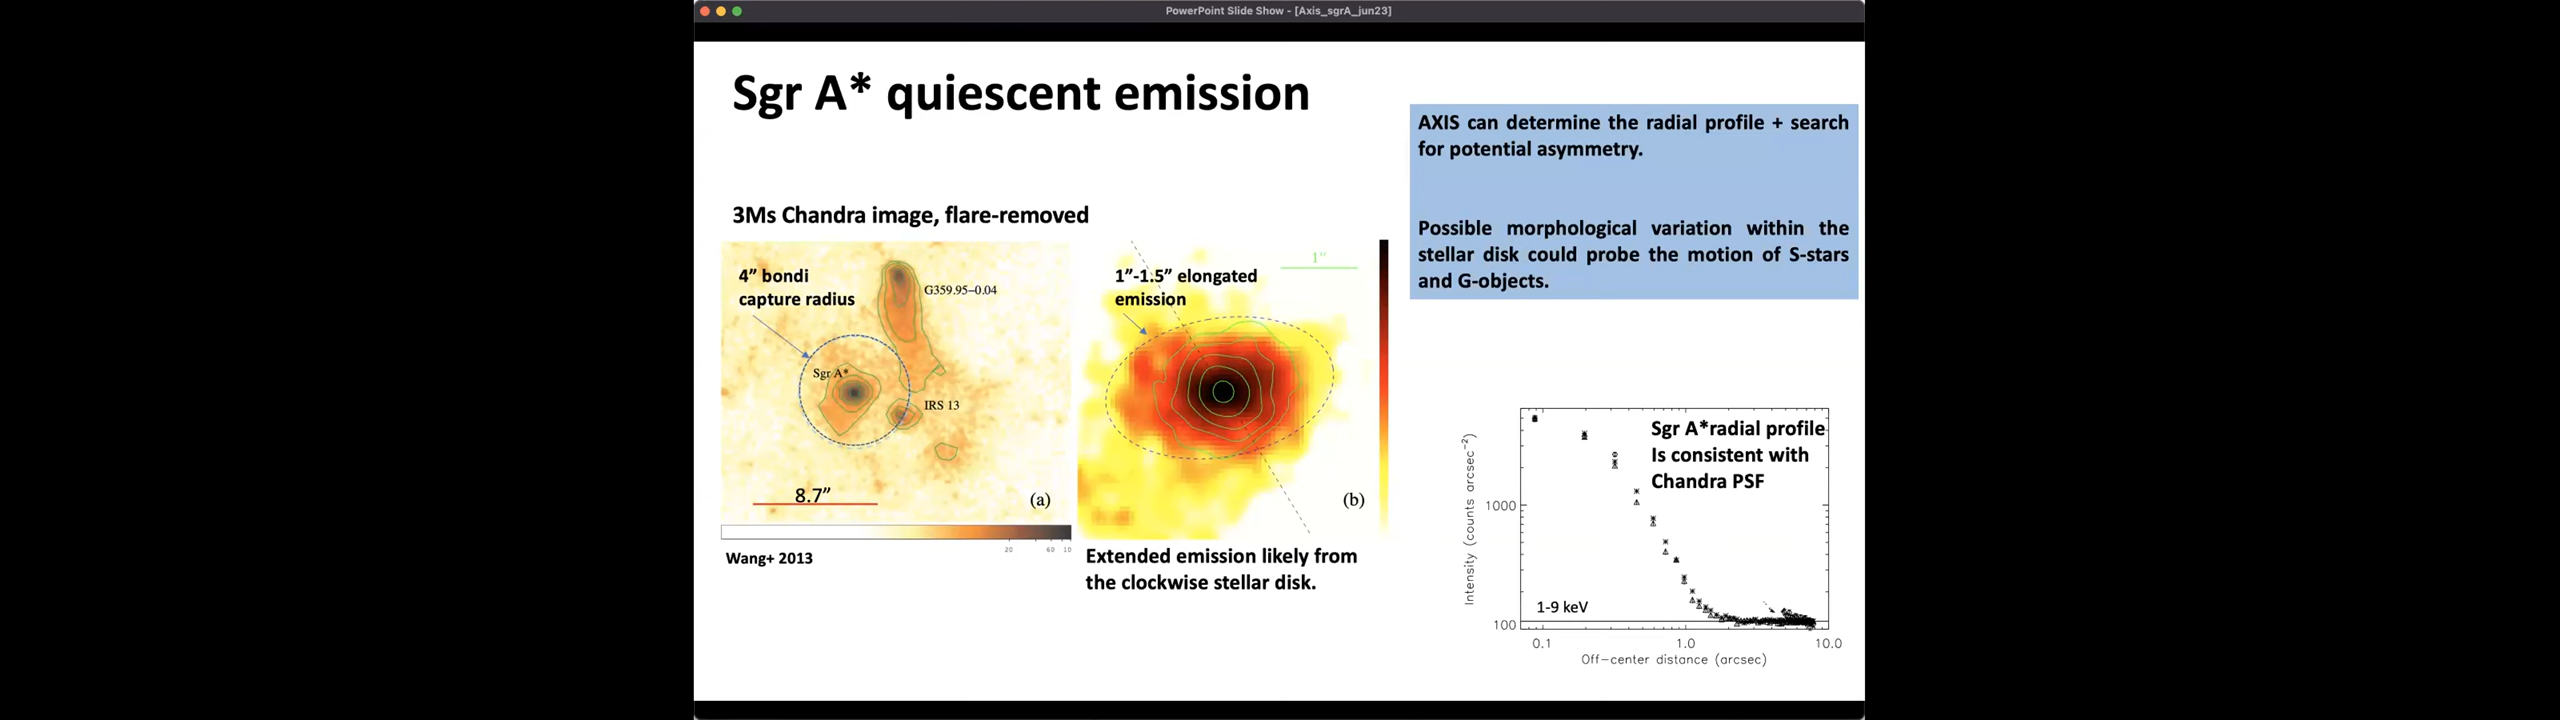 PowerPoint Slide Show - [Axis_sgrA_jun23]
Sgr A* quiescent emission
AXIS can determine the radial profile + search
for potential asymmetry.
Possible morphological variation within the
stellar disk could probe the motion of S-stars
and G-objects.
3Ms Chandra image, flare-removed
4” bondi
capture radius
G359.95–0.04
Sgr A*
IRS 13
8.7”
(a)
20 60 10
Wang+ 2013
1”-1.5” elongated
emission
1"
(b)
Extended emission likely from
the clockwise stellar disk.
Sgr A*radial profile
Is consistent with
Chandra PSF
Intensity (counts arcsec⁻²)
1000
100
1-9 keV
0.1 1.0 10.0
Off-center distance (arcsec)